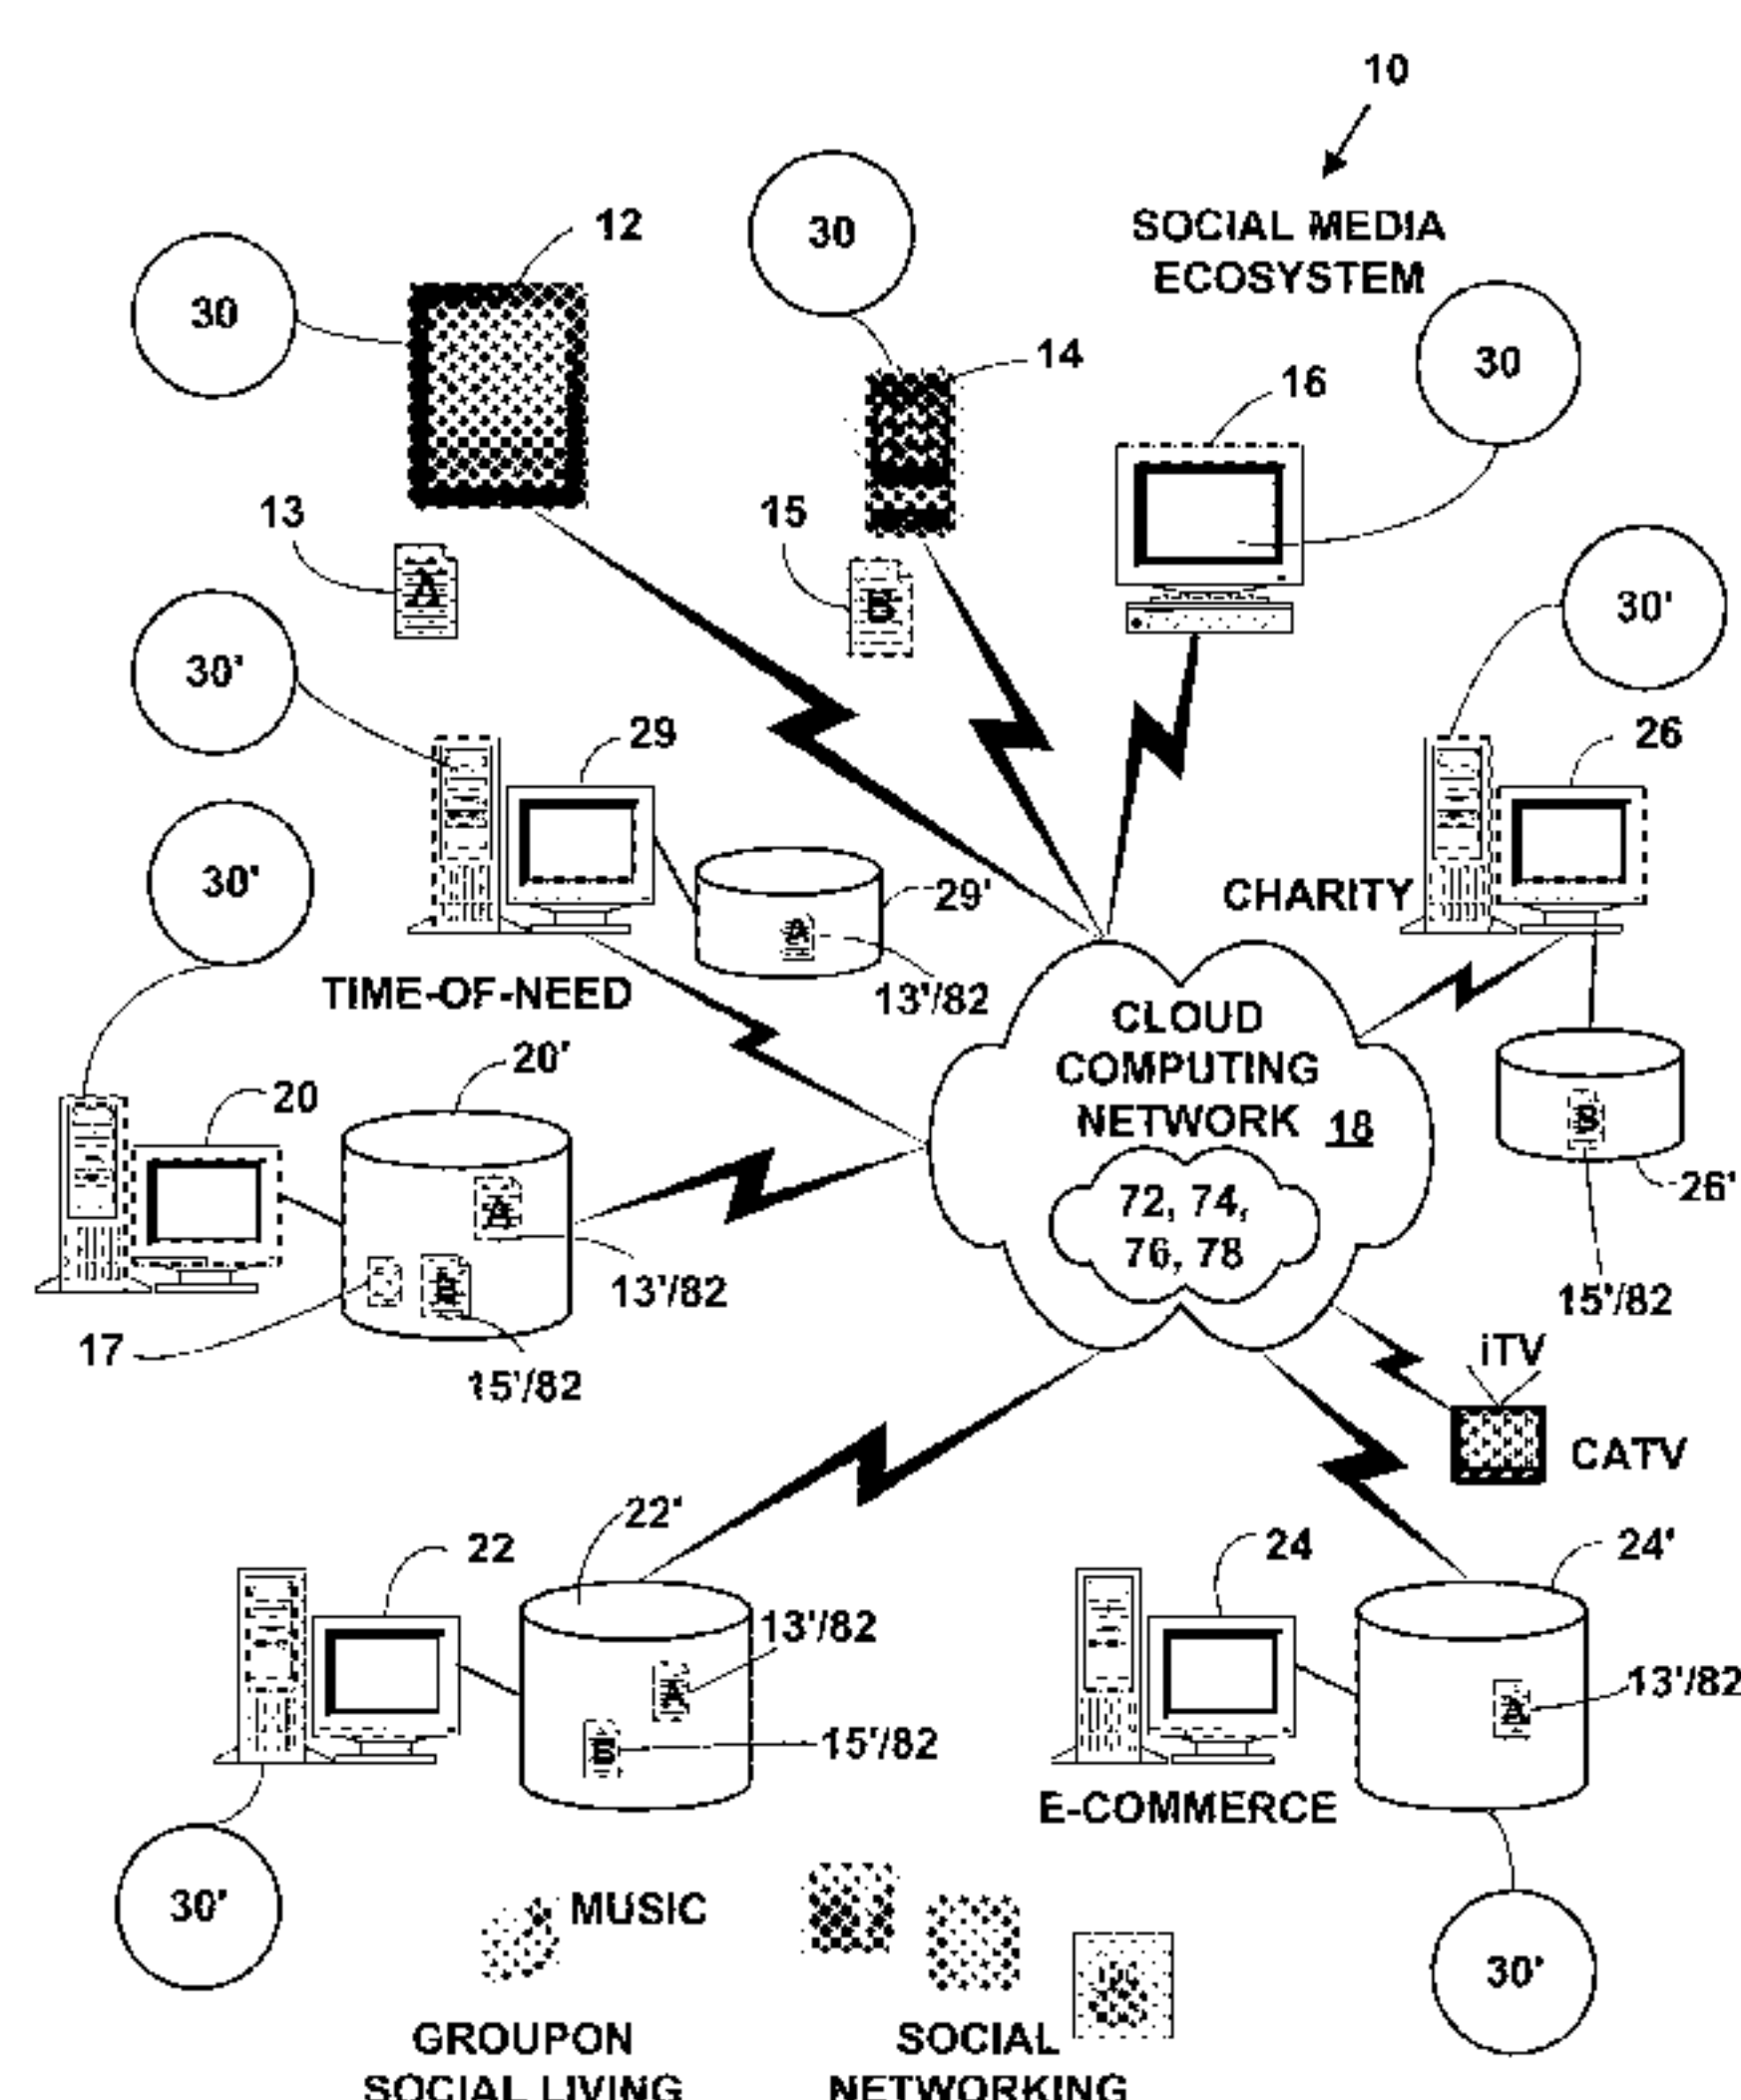 10
SOCIAL MEDIA
ECOSYSTEM
12
30
30
30
14
16
30
13
A
15
B
30'
30'
29
26
30'
29'
A
13'/82
CHARITY
TIME-OF-NEED
CLOUD
COMPUTING
NETWORK 18
72, 74,
76, 78
20'
20
A
13'/82
B
15'/82
17
B
26'
15'/82
iTV
CATV
22'
22
13'/82
A
B
15'/82
24
24'
A
13'/82
E-COMMERCE
30'
MUSIC
30'
GROUPON
SOCIAL LIVING
SOCIAL
NETWORKING